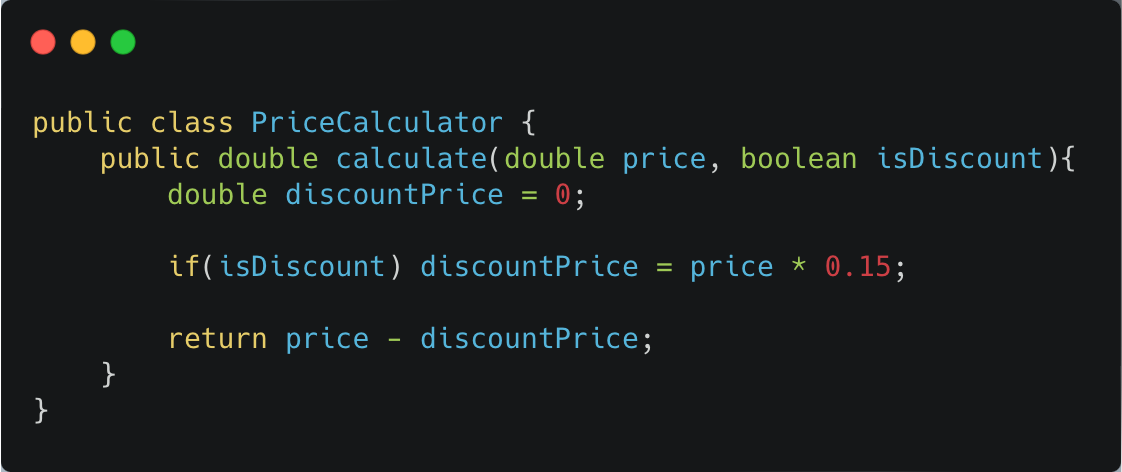 public class PriceCalculator {
    public double calculate(double price, boolean isDiscount){
        double discountPrice = 0;

        if(isDiscount) discountPrice = price * 0.15;

        return price - discountPrice;
    }
}